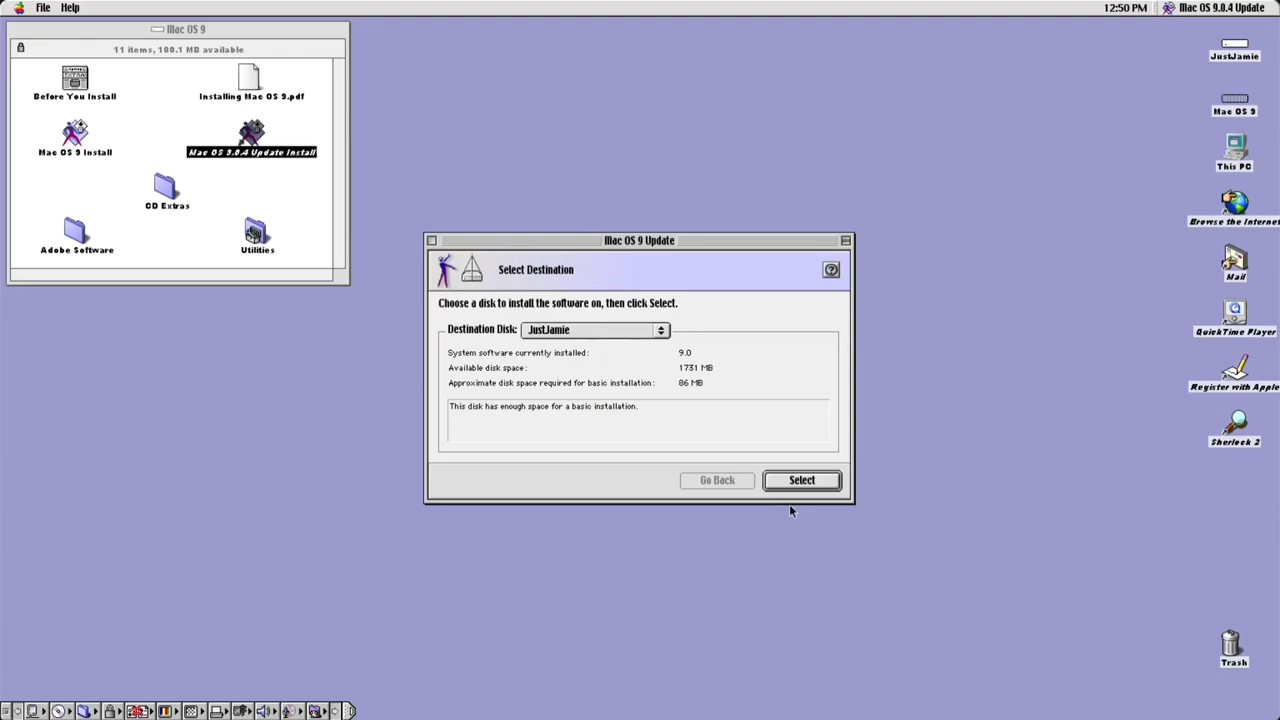 File Help 12:50 PM Mac OS 9.0.4 Update
Mac OS 9
11 items, 100.1 MB available
Before You Install
Installing Mac OS 9.pdf
Mac OS 9 Install
Mac OS 9.0.4 Update Install
CD Extras
Adobe Software
Utilities
Mac OS 9 Update
Select Destination
Choose a disk to install the software on, then click Select.
Destination Disk: JustJamie
System software currently installed: 9.0
Available disk space: 1731 MB
Approximate disk space required for basic installation: 86 MB
This disk has enough space for a basic installation.
Go Back Select
JustJamie
Mac OS 9
This PC
Browse the Internet
Mail
QuickTime Player
Register with Apple
Sherlock 2
Trash